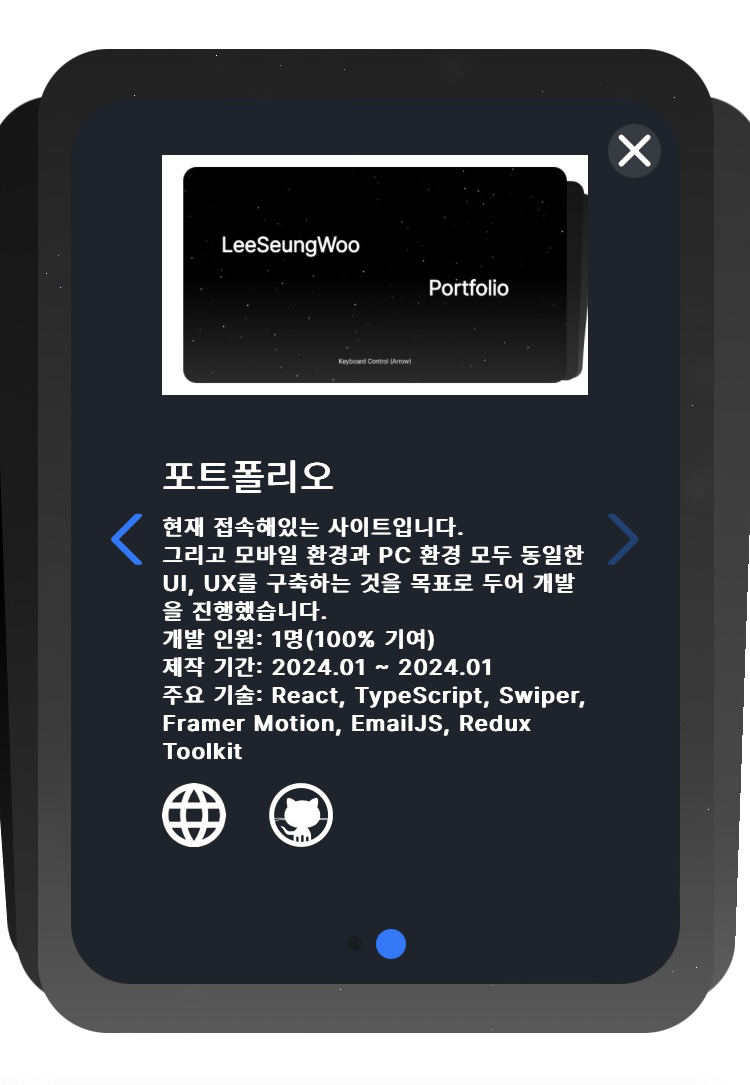 LeeSeungWoo
Portfolio
Keyboard Control (Arrow)
포트폴리오
현재 접속해있는 사이트입니다.
그리고 모바일 환경과 PC 환경 모두 동일한
UI, UX를 구축하는 것을 목표로 두어 개발
을 진행했습니다.
개발 인원: 1명(100% 기여)
제작 기간: 2024.01 ~ 2024.01
주요 기술: React, TypeScript, Swiper,
Framer Motion, EmailJS, Redux
Toolkit